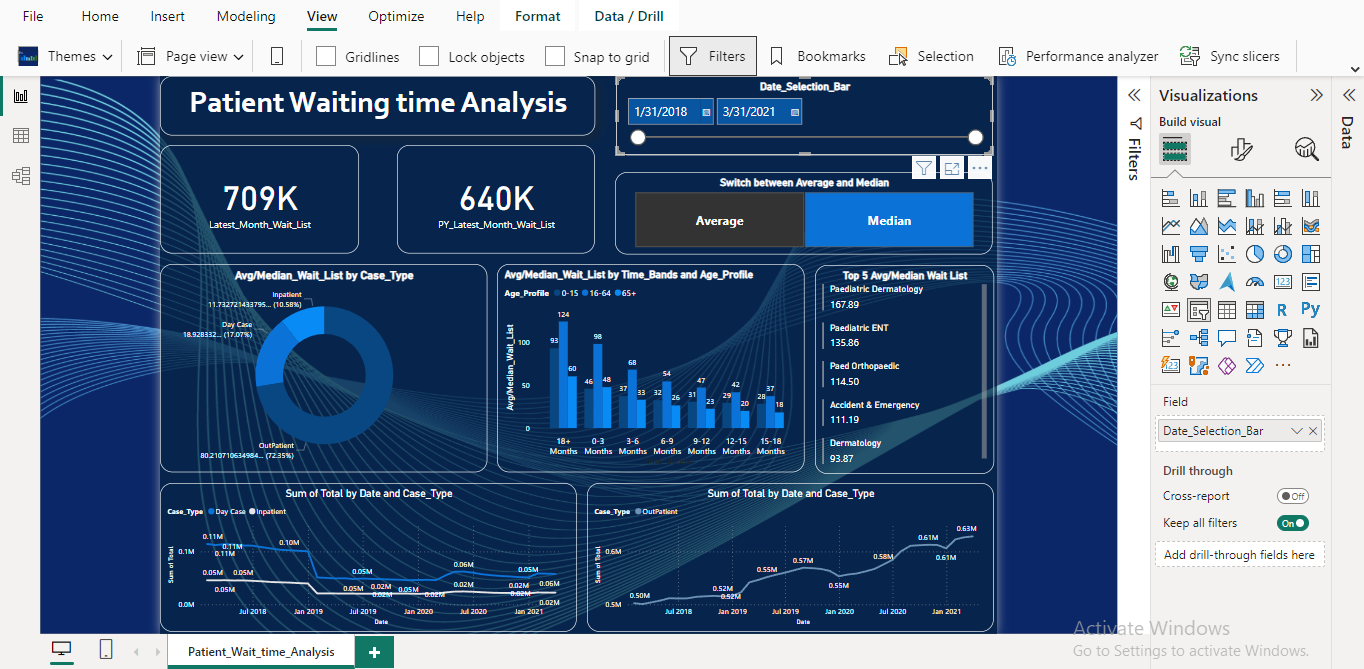 File Home Insert Modeling View Optimize Help Format Data / Drill
Themes Page view Gridlines Lock objects Snap to grid Filters Bookmarks Selection Performance analyzer Sync slicers
Patient Waiting time Analysis
Date_Selection_Bar
1/31/2018 3/31/2021
709K
Latest_Month_Wait_List
640K
PY_Latest_Month_Wait_List
Switch between Average and Median
Average Median
Avg/Median_Wait_List by Case_Type
Inpatient
11.732721433795... (10.58%)
Day Case
18.928332... (17.07%)
OutPatient
80.210710634984... (72.35%)
Avg/Median_Wait_List by Time_Bands and Age_Profile
Age_Profile 0-15 16-64 65+
Avg/Median_Wait_List
100
50
0
93 124 60
46 98 48
37 68 33
32 54 26
31 47 23
29 42 20
28 37 18
18+ 0-3 3-6 6-9 9-12 12-15 15-18
Months Months Months Months Months Months Months
Top 5 Avg/Median Wait List
Paediatric Dermatology
167.89
Paediatric ENT
135.86
Paed Orthopaedic
114.50
Accident & Emergency
111.19
Dermatology
93.87
Sum of Total by Date and Case_Type
Case_Type Day Case Inpatient
Sum of Total
0.1M
0.0M
0.11M 0.11M 0.11M 0.10M 0.05M 0.06M 0.05M 0.06M
0.05M 0.05M 0.05M 0.05M 0.02M 0.02M 0.05M 0.02M 0.02M 0.02M 0.02M 0.02M
Jul 2018 Jan 2019 Jul 2019 Jan 2020 Jul 2020 Jan 2021
Date
Sum of Total by Date and Case_Type
Case_Type OutPatient
Sum of Total
0.6M
0.5M
0.50M 0.52M 0.52M 0.55M 0.57M 0.55M 0.58M 0.61M 0.61M 0.63M
Jul 2018 Jan 2019 Jul 2019 Jan 2020 Jul 2020 Jan 2021
Date
Filters
Visualizations
Build visual
123
R Py
123
Field
Date_Selection_Bar
Drill through
Cross-report Off
Keep all filters On
Add drill-through fields here
Data
Activate Windows
Go to Settings to activate Windows.
Patient_Wait_time_Analysis